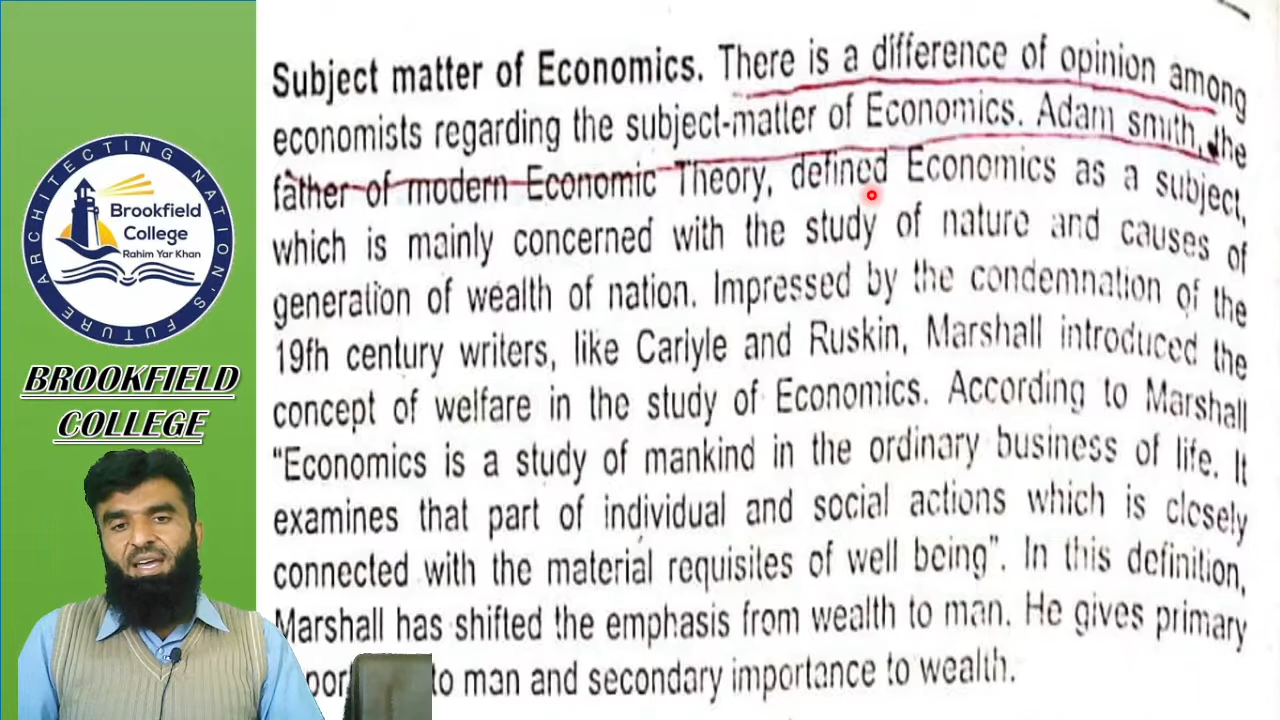 ARCHITECTING NATION'S FUTURE
Brookfield
College
Rahim Yar Khan
BROOKFIELD
COLLEGE
Subject matter of Economics. There is a difference of opinion among
economists regarding the subject-matter of Economics. Adam smith, the
father of modern Economic Theory, defined Economics as a subject,
which is mainly concerned with the study of nature and causes of
generation of wealth of nation. Impressed by the condemnation of the
19fh century writers, like Cariyle and Ruskin, Marshall introduced the
concept of welfare in the study of Economics. According to Marshall
"Economics is a study of mankind in the ordinary business of life. It
examines that part of individual and social actions which is closely
connected with the material requisites of well being". In this definition,
Marshall has shifted the emphasis from wealth to man. He gives primary
to man and secondary importance to wealth.